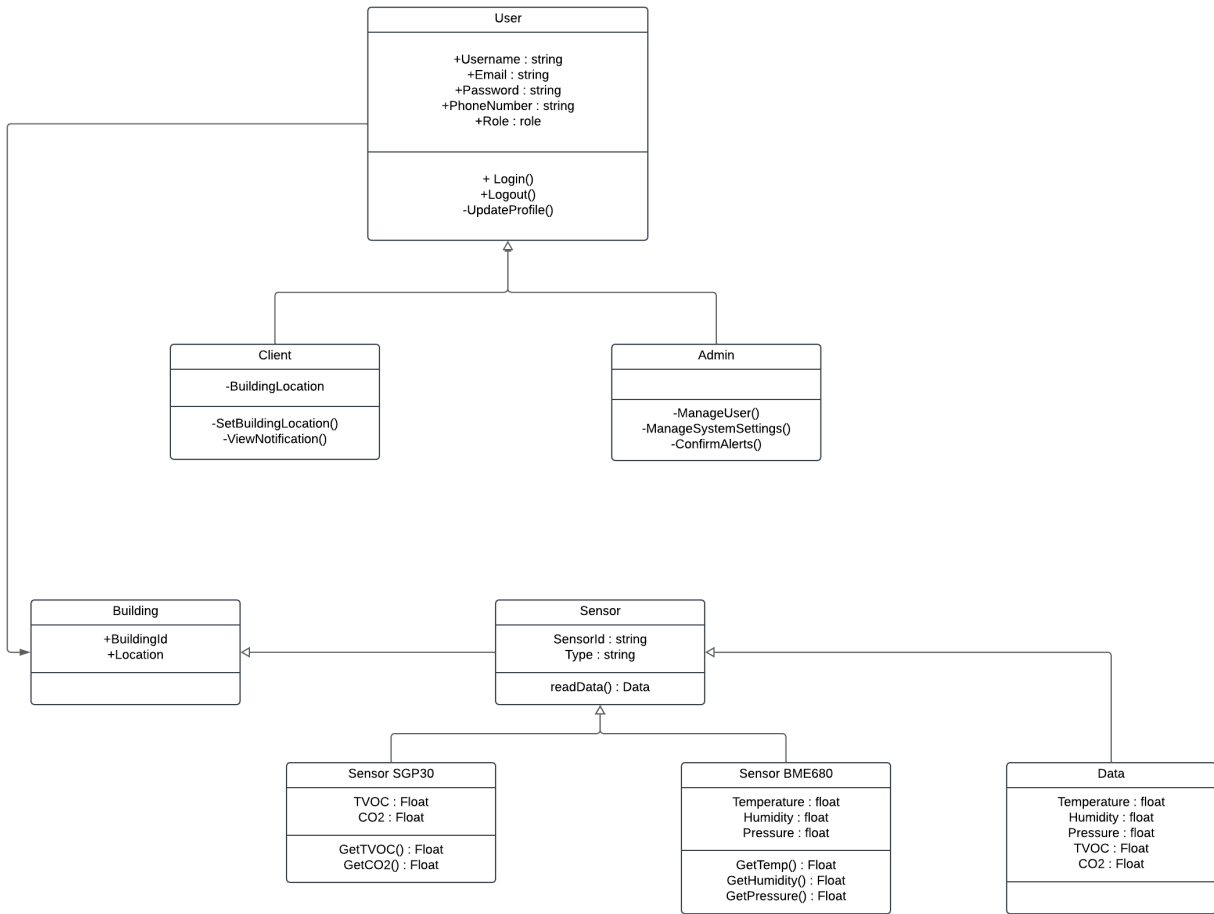 User
+Username : string
+Email : string
+Password : string
+PhoneNumber : string
+Role : role
+ Login()
+Logout()
-UpdateProfile()
Client
-BuildingLocation
-SetBuildingLocation()
-ViewNotification()
Admin
-ManageUser()
-ManageSystemSettings()
-ConfirmAlerts()
Building
+BuildingId
+Location
Sensor
SensorId : string
Type : string
readData() : Data
Sensor SGP30
TVOC : Float
CO2 : Float
GetTVOC() : Float
GetCO2() : Float
Sensor BME680
Temperature : float
Humidity : float
Pressure : float
GetTemp() : Float
GetHumidity() : Float
GetPressure() : Float
Data
Temperature : float
Humidity : float
Pressure : float
TVOC : Float
CO2 : Float